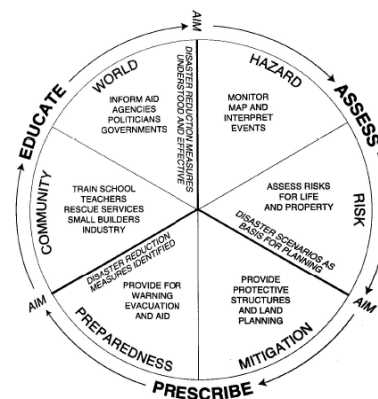 AIM
WORLD
INFORM AID
AGENCIES
POLITICIANS
GOVERNMENTS
DISASTER REDUCTION MEASURES
UNDERSTOOD AND EFFECTIVE
HAZARD
MONITOR
MAP AND
INTERPRET
EVENTS
ASSESS
RISK
ASSESS RISKS
FOR LIFE
AND PROPERTY
DISASTER SCENARIOS AS
BASIS FOR PLANNING
AIM
MITIGATION
PROVIDE
PROTECTIVE
STRUCTURES
AND LAND
PLANNING
PRESCRIBE
PREPAREDNESS
PROVIDE FOR
WARNING
EVACUATION
AND AID
DISASTER REDUCTION
MEASURES IDENTIFIED
AIM
COMMUNITY
TRAIN SCHOOL
TEACHERS
RESCUE SERVICES
SMALL BUILDERS
INDUSTRY
EDUCATE